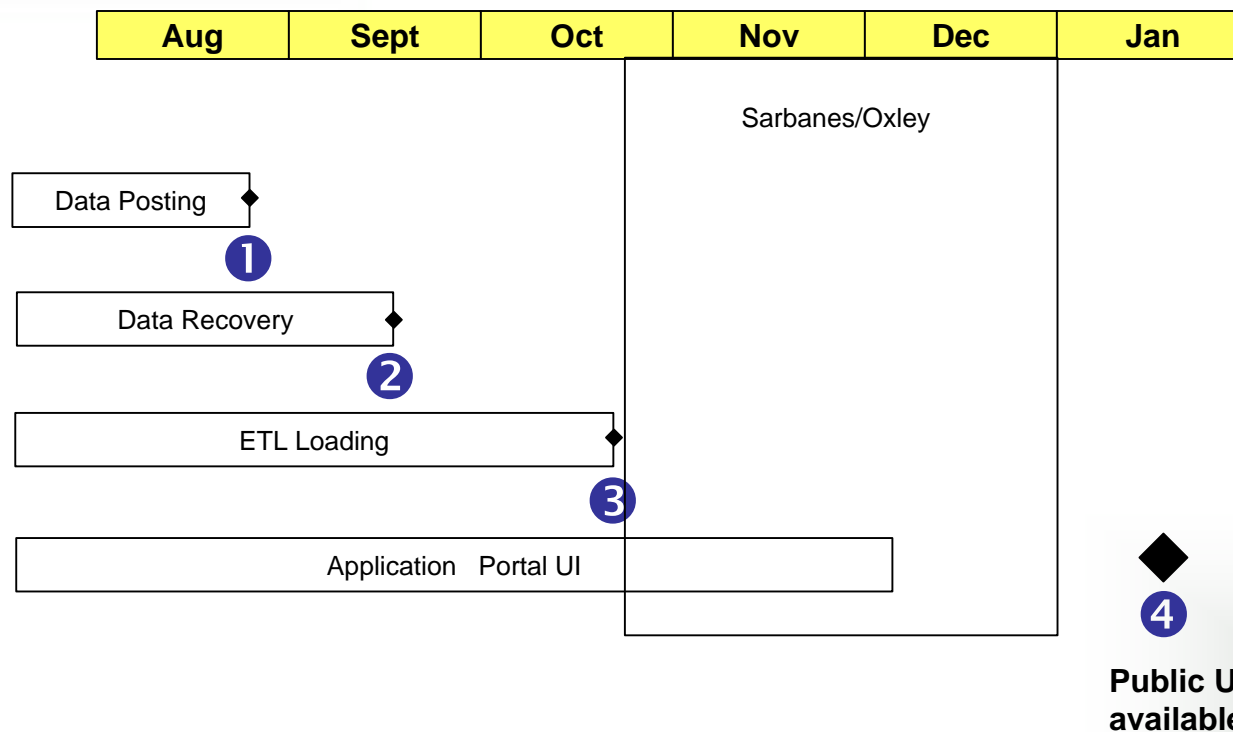 Aug Sept Oct Nov Dec Jan
Sarbanes/Oxley
Data Posting
1
Data Recovery
2
ETL Loading
3
Application Portal UI
4
Public U
available